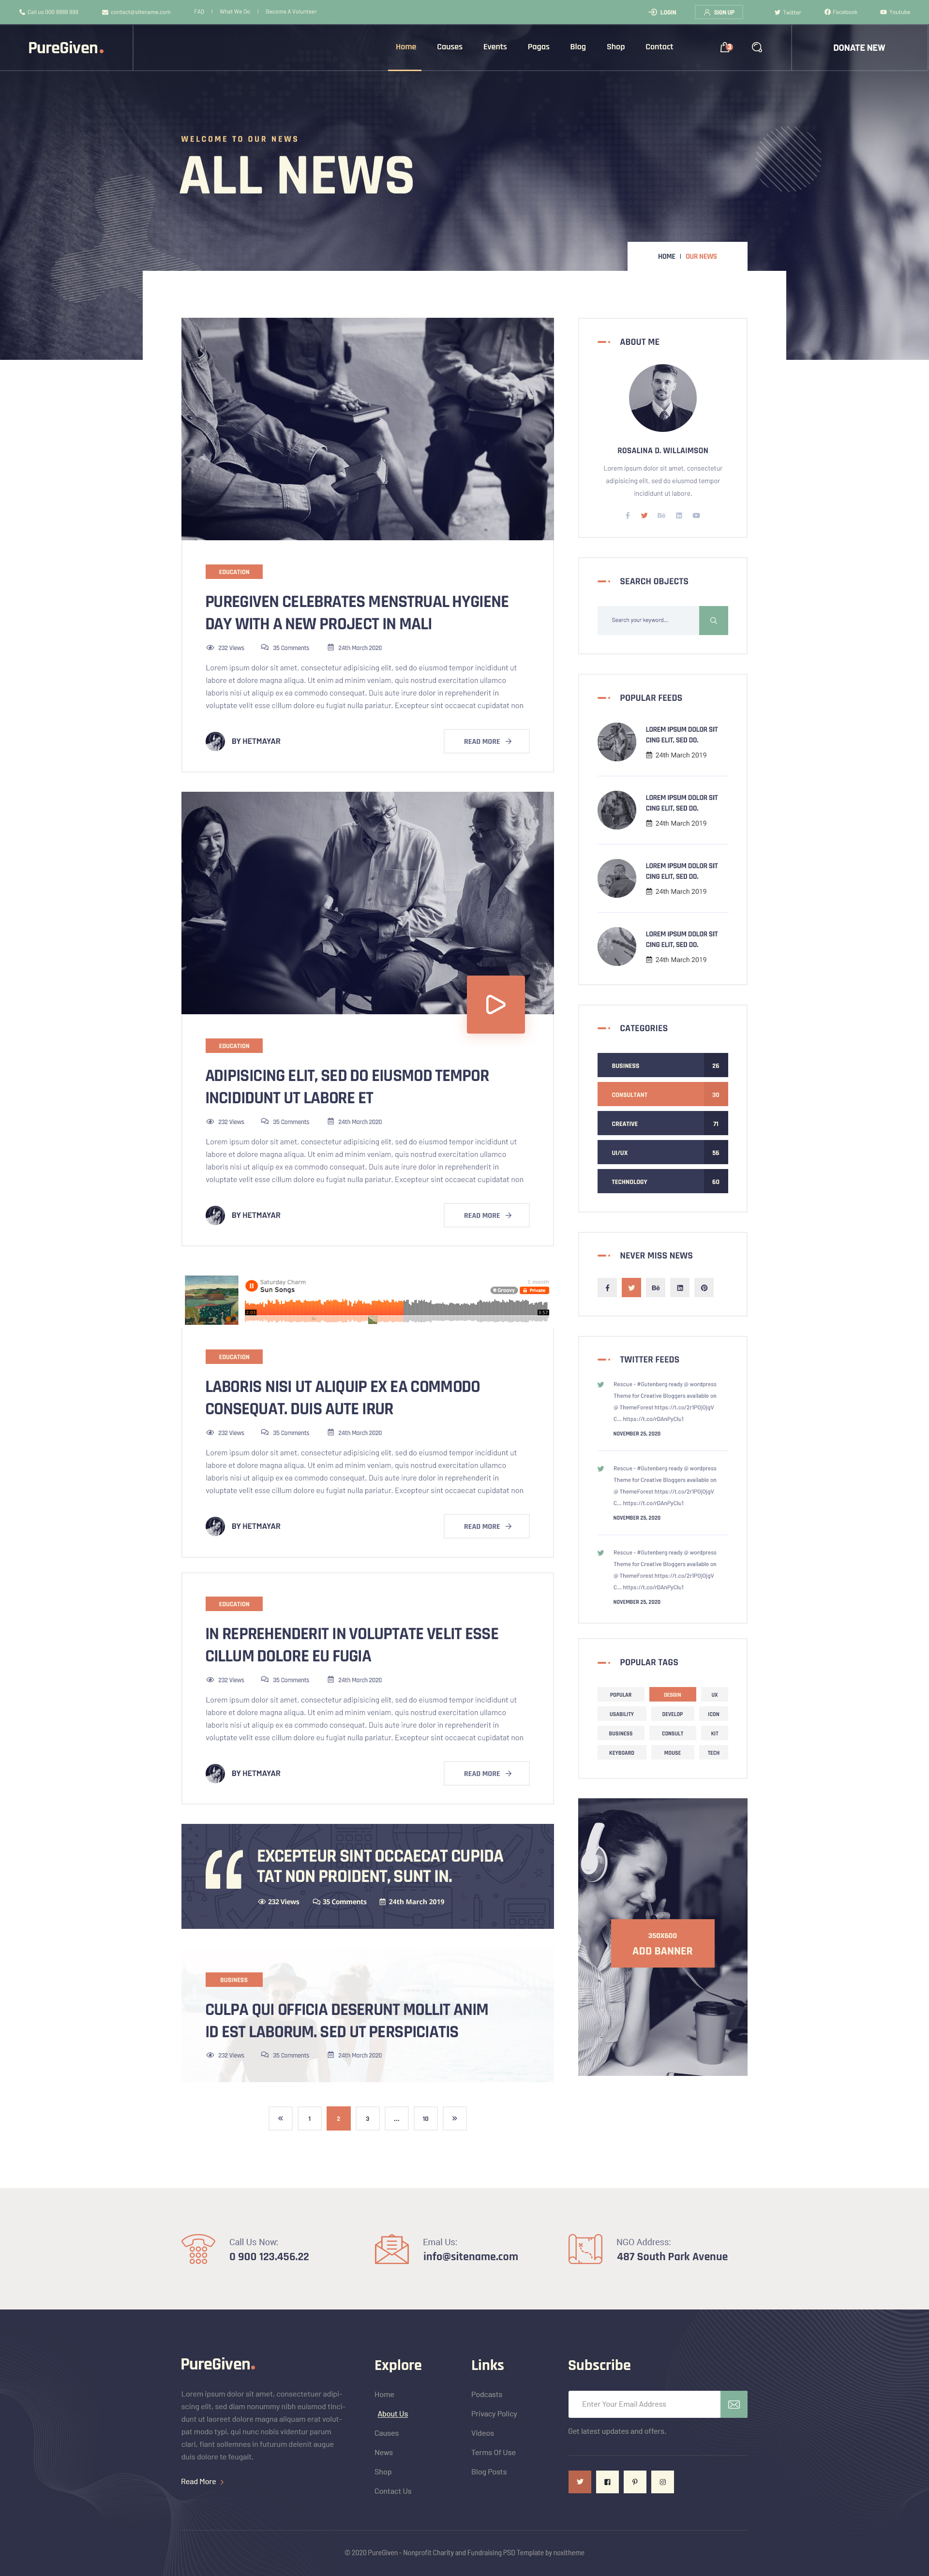 Call us 000 8888 999
contact@sitename.com
FAQ | What We Do | Become A Volunteer
LOGIN
SIGN UP
Twitter
Facebook
Youtube
PureGiven.
Home
Causes
Events
Pagas
Blog
Shop
Contact
3
DONATE NEW
WELCOME TO OUR NEWS
ALL NEWS
HOME | OUR NEWS
EDUCATION
PUREGIVEN CELEBRATES MENSTRUAL HYGIENE
DAY WITH A NEW PROJECT IN MALI
232 Views 35 Comments 24th March 2020
Lorem ipsum dolor sit amet, consectetur adipisicing elit, sed do eiusmod tempor incididunt ut
labore et dolore magna aliqua. Ut enim ad minim veniam, quis nostrud exercitation ullamco
laboris nisi ut aliquip ex ea commodo consequat. Duis aute irure dolor in reprehenderit in
voluptate velit esse cillum dolore eu fugiat nulla pariatur. Excepteur sint occaecat cupidatat non
BY HETMAYAR
READ MORE
EDUCATION
ADIPISICING ELIT, SED DO EIUSMOD TEMPOR
INCIDIDUNT UT LABORE ET
232 Views 35 Comments 24th March 2020
Lorem ipsum dolor sit amet, consectetur adipisicing elit, sed do eiusmod tempor incididunt ut
labore et dolore magna aliqua. Ut enim ad minim veniam, quis nostrud exercitation ullamco
laboris nisi ut aliquip ex ea commodo consequat. Duis aute irure dolor in reprehenderit in
voluptate velit esse cillum dolore eu fugiat nulla pariatur. Excepteur sint occaecat cupidatat non
BY HETMAYAR
READ MORE
Saturday Charm
Sun Songs
1 month
# Groovy
Private
EDUCATION
LABORIS NISI UT ALIQUIP EX EA COMMODO
CONSEQUAT. DUIS AUTE IRUR
232 Views 35 Comments 24th March 2020
Lorem ipsum dolor sit amet, consectetur adipisicing elit, sed do eiusmod tempor incididunt ut
labore et dolore magna aliqua. Ut enim ad minim veniam, quis nostrud exercitation ullamco
laboris nisi ut aliquip ex ea commodo consequat. Duis aute irure dolor in reprehenderit in
voluptate velit esse cillum dolore eu fugiat nulla pariatur. Excepteur sint occaecat cupidatat non
BY HETMAYAR
READ MORE
EDUCATION
IN REPREHENDERIT IN VOLUPTATE VELIT ESSE
CILLUM DOLORE EU FUGIA
232 Views 35 Comments 24th March 2020
Lorem ipsum dolor sit amet, consectetur adipisicing elit, sed do eiusmod tempor incididunt ut
labore et dolore magna aliqua. Ut enim ad minim veniam, quis nostrud exercitation ullamco
laboris nisi ut aliquip ex ea commodo consequat. Duis aute irure dolor in reprehenderit in
voluptate velit esse cillum dolore eu fugiat nulla pariatur. Excepteur sint occaecat cupidatat non
BY HETMAYAR
READ MORE
“ EXCEPTEUR SINT OCCAECAT CUPIDA
TAT NON PROIDENT, SUNT IN.
232 Views 35 Comments 24th March 2019
BUSINESS
CULPA QUI OFFICIA DESERUNT MOLLIT ANIM
ID EST LABORUM. SED UT PERSPICIATIS
232 Views 35 Comments 24th March 2020
« 1 2 3 ... 10 »
ABOUT ME
ROSALINA D. WILLAIMSON
Lorem ipsum dolor sit amet, consectetur
adipisicing elit, sed do eiusmod tempor
incididunt ut labore.
Bē
SEARCH OBJECTS
Search your keyword...
POPULAR FEEDS
LOREM IPSUM DOLOR SIT
CING ELIT, SED DO.
24th March 2019
LOREM IPSUM DOLOR SIT
CING ELIT, SED DO.
24th March 2019
LOREM IPSUM DOLOR SIT
CING ELIT, SED DO.
24th March 2019
LOREM IPSUM DOLOR SIT
CING ELIT, SED DO.
24th March 2019
CATEGORIES
BUSINESS 26
CONSULTANT 30
CREATIVE 71
UI/UX 56
TECHNOLOGY 60
NEVER MISS NEWS
Bē
TWITTER FEEDS
Rescue - #Gutenberg ready @ wordpress
Theme for Creative Bloggers available on
@ ThemeForest https://t.co/2r1POjOjgV
C... https://t.co/rDAnPyClu1
NOVEMBER 25, 2020
Rescue - #Gutenberg ready @ wordpress
Theme for Creative Bloggers available on
@ ThemeForest https://t.co/2r1POjOjgV
C... https://t.co/rDAnPyClu1
NOVEMBER 25, 2020
Rescue - #Gutenberg ready @ wordpress
Theme for Creative Bloggers available on
@ ThemeForest https://t.co/2r1POjOjgV
C... https://t.co/rDAnPyClu1
NOVEMBER 25, 2020
POPULAR TAGS
POPULAR DESGIN UX
USABILITY DEVELOP ICON
BUSINESS CONSULT KIT
KEYBOARD MOUSE TECH
350X600
ADD BANNER
Call Us Now:
0 900 123.456.22
Emal Us:
info@sitename.com
NGO Address:
487 South Park Avenue
PureGiven.
Lorem ipsum dolor sit amet, consectetuer adipi-
scing elit, sed diam nonummy nibh euismod tinci-
dunt ut laoreet dolore magna aliquam erat volut-
pat modo typi, qui nunc nobis videntur parum
clari, fiant sollemnes in futurum delenit augue
duis dolore te feugait.
Read More
Explore
Home
About Us
Causes
News
Shop
Contact Us
Links
Podcasts
Privacy Policy
Videos
Terms Of Use
Blog Posts
Subscribe
Enter Your Email Address
Get latest updates and offers.
© 2020 PureGiven - Nonprofit Charity and Fundraising PSD Template by noxitheme